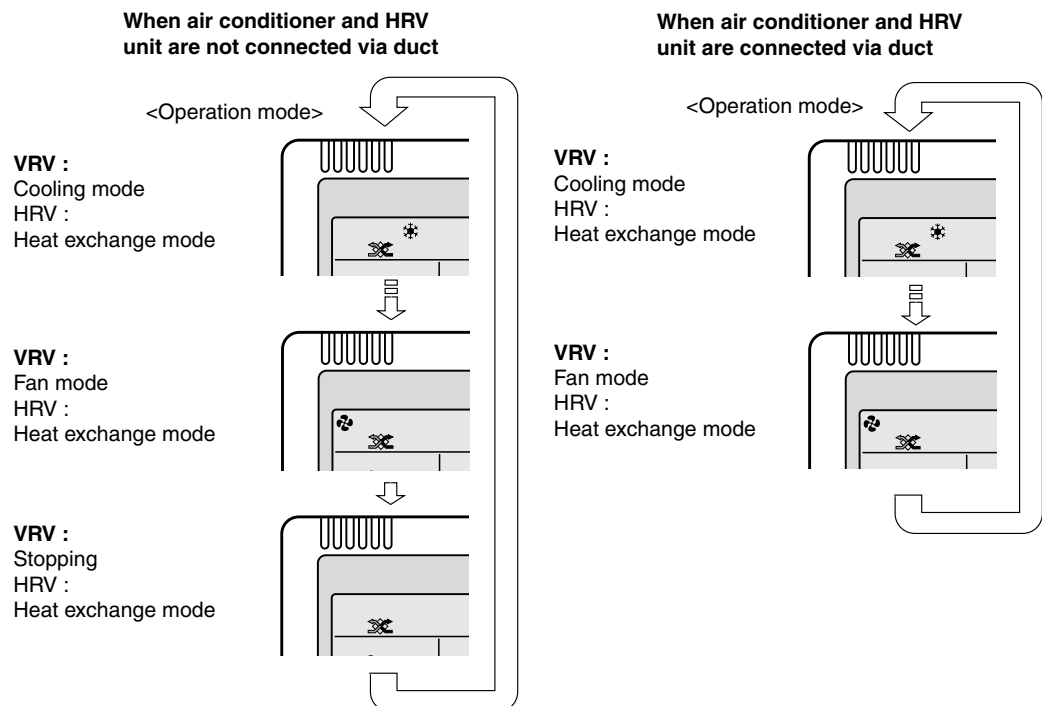 When air conditioner and HRV
unit are not connected via duct
<Operation mode>
VRV :
Cooling mode
HRV :
Heat exchange mode
VRV :
Fan mode
HRV :
Heat exchange mode
VRV :
Stopping
HRV :
Heat exchange mode
When air conditioner and HRV
unit are connected via duct
<Operation mode>
VRV :
Cooling mode
HRV :
Heat exchange mode
VRV :
Fan mode
HRV :
Heat exchange mode